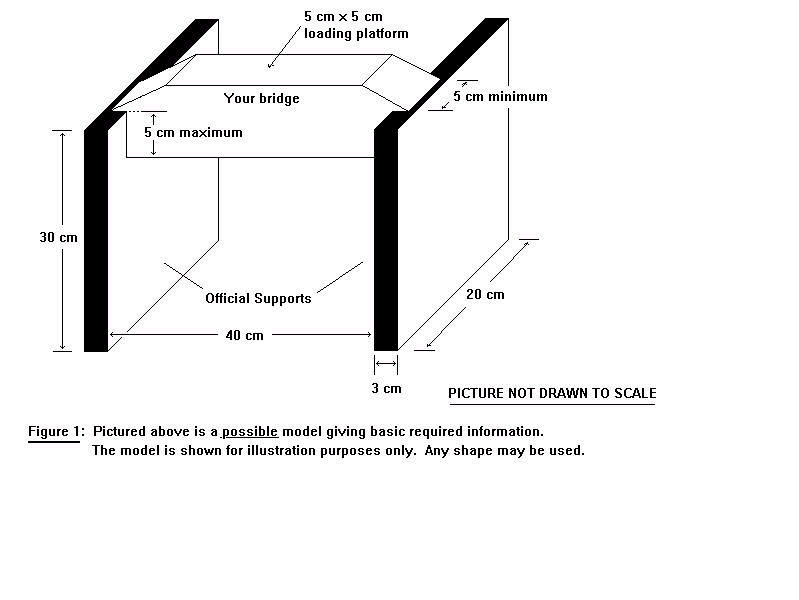 5 cm x 5 cm
loading platform
Your bridge
5 cm minimum
5 cm maximum
30 cm
Official Supports
20 cm
40 cm
3 cm
PICTURE NOT DRAWN TO SCALE
Figure 1: Pictured above is a possible model giving basic required information.
The model is shown for illustration purposes only. Any shape may be used.